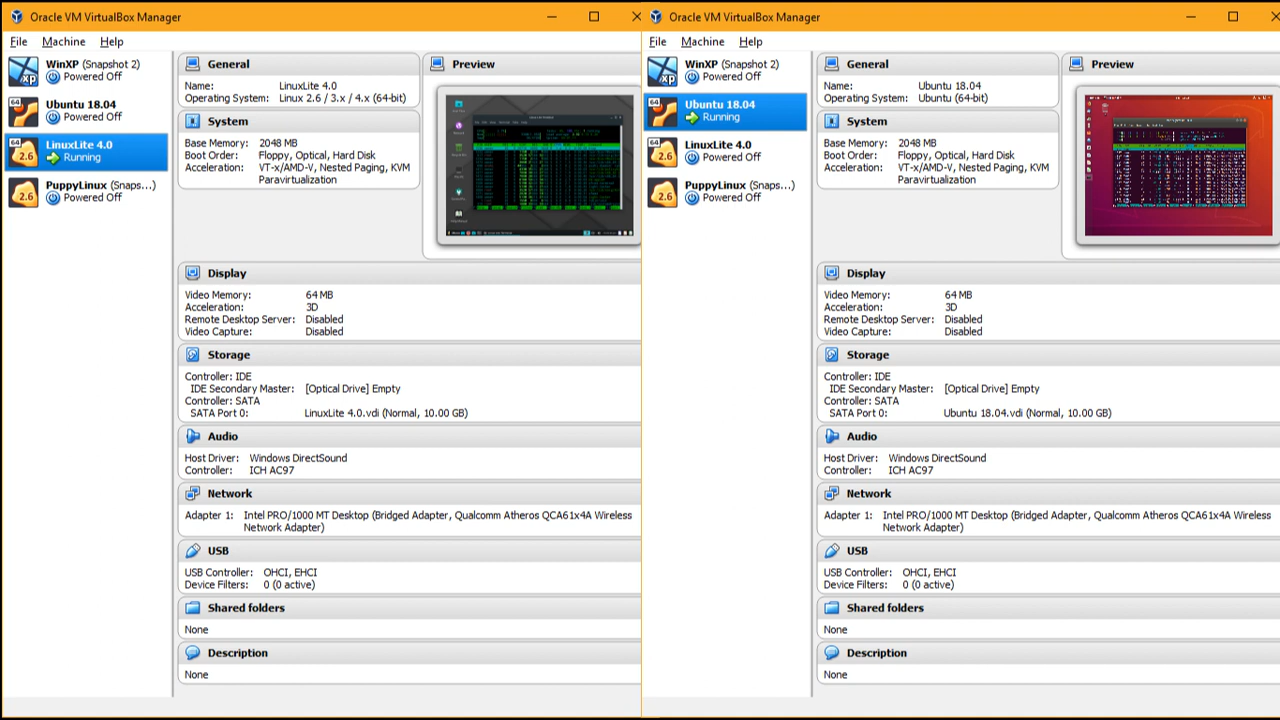 Oracle VM VirtualBox Manager
File Machine Help
WinXP (Snapshot 2)
Powered Off
Ubuntu 18.04
Powered Off
LinuxLite 4.0
Running
PuppyLinux (Snaps...)
Powered Off
General
Name: LinuxLite 4.0
Operating System: Linux 2.6 / 3.x / 4.x (64-bit)
System
Base Memory: 2048 MB
Boot Order: Floppy, Optical, Hard Disk
Acceleration: VT-x/AMD-V, Nested Paging, KVM
Paravirtualization
Preview
Display
Video Memory: 64 MB
Acceleration: 3D
Remote Desktop Server: Disabled
Video Capture: Disabled
Storage
Controller: IDE
IDE Secondary Master: [Optical Drive] Empty
Controller: SATA
SATA Port 0: LinuxLite 4.0.vdi (Normal, 10.00 GB)
Audio
Host Driver: Windows DirectSound
Controller: ICH AC97
Network
Adapter 1: Intel PRO/1000 MT Desktop (Bridged Adapter, Qualcomm Atheros QCA61x4A Wireless
Network Adapter)
USB
USB Controller: OHCI, EHCI
Device Filters: 0 (0 active)
Shared folders
None
Description
None
Oracle VM VirtualBox Manager
File Machine Help
WinXP (Snapshot 2)
Powered Off
Ubuntu 18.04
Running
LinuxLite 4.0
Powered Off
PuppyLinux (Snaps...)
Powered Off
General
Name: Ubuntu 18.04
Operating System: Ubuntu (64-bit)
System
Base Memory: 2048 MB
Boot Order: Floppy, Optical, Hard Disk
Acceleration: VT-x/AMD-V, Nested Paging, KVM
Paravirtualization
Preview
Display
Video Memory: 64 MB
Acceleration: 3D
Remote Desktop Server: Disabled
Video Capture: Disabled
Storage
Controller: IDE
IDE Secondary Master: [Optical Drive] Empty
Controller: SATA
SATA Port 0: Ubuntu 18.04.vdi (Normal, 10.00 GB)
Audio
Host Driver: Windows DirectSound
Controller: ICH AC97
Network
Adapter 1: Intel PRO/1000 MT Desktop (Bridged Adapter, Qualcomm Atheros QCA61x4A Wireless
Network Adapter)
USB
USB Controller: OHCI, EHCI
Device Filters: 0 (0 active)
Shared folders
None
Description
None